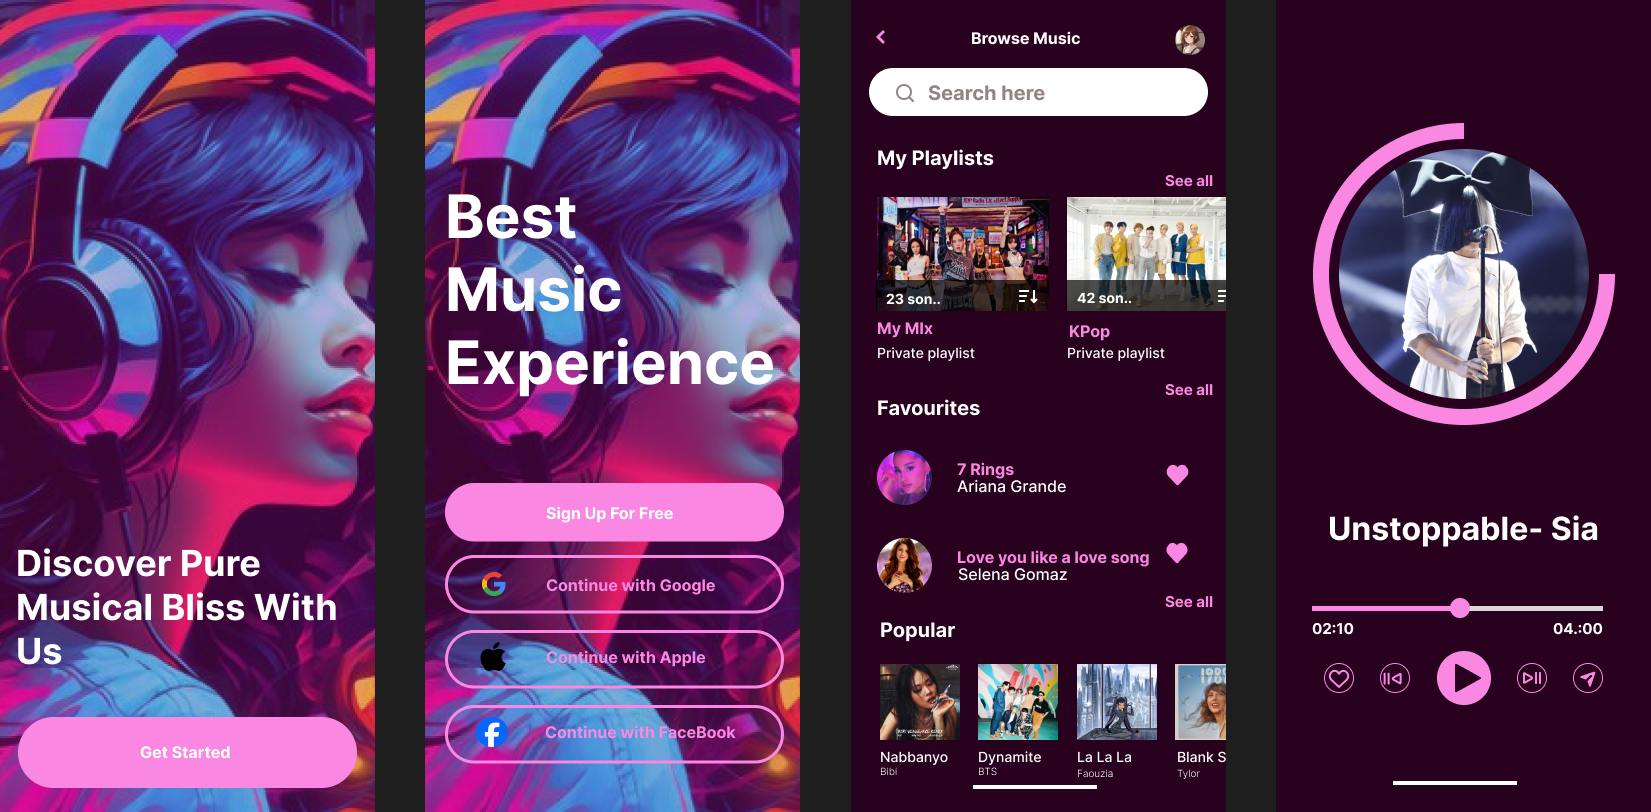 Discover Pure
Musical Bliss With
Us
Get Started
Best
Music
Experience
Sign Up For Free
Continue with Google
Continue with Apple
Continue with FaceBook
Browse Music
Search here
My Playlists
See all
23 son..
42 son..
My MIx
KPop
Private playlist
Private playlist
See all
Favourites
7 Rings
Ariana Grande
Love you like a love song
Selena Gomaz
See all
Popular
Nabbanyo
Bibi
Dynamite
BTS
La La La
Faouzia
Blank S
Tylor
Unstoppable- Sia
02:10
04.:00